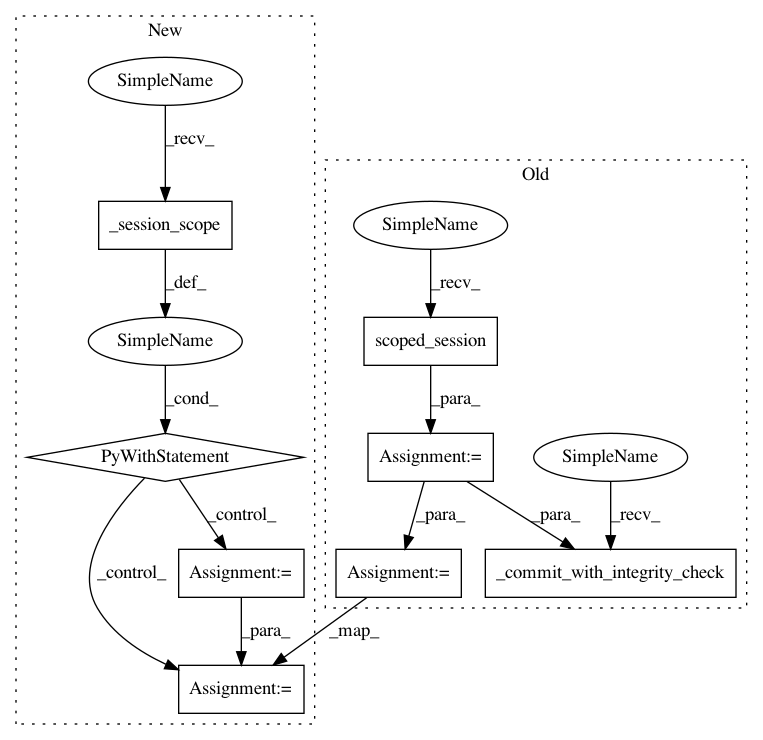 New
SimpleName
_recv_
Old
_session_scope
SimpleName
_def_
_recv_
SimpleName
scoped_session
_cond_
_para_
PyWithStatement
Assignment:=
SimpleName
_control_
_para_
_para_
_recv_
_control_
Assignment:=
Assignment:=
_commit_with_integrity_check
_para_
_map_
Assignment:=